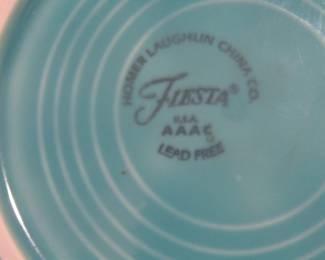 HOMER LAUGHLIN CHINA CO.
FIESTA®
U.S.A.
AAAC
LEAD FREE